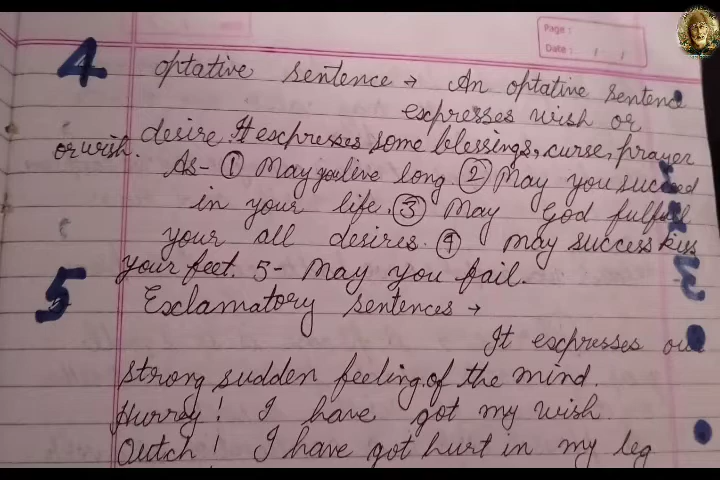 Page :
Date : / /
4 Optative sentence → An optative sentence
expresses wish or
desire. It expresses some blessings, curse, prayer
or wish.
As- ① May you live long. ② May you succeed
in your life. ③ May God fulfull
your all desires. ④ May success kiss
your feet. 5- May you fail.
5 Exclamatory sentences →
It expresses our
strong sudden feeling of the mind.
Hurrey! I have got my wish.
Outch! I have got hurt in my leg